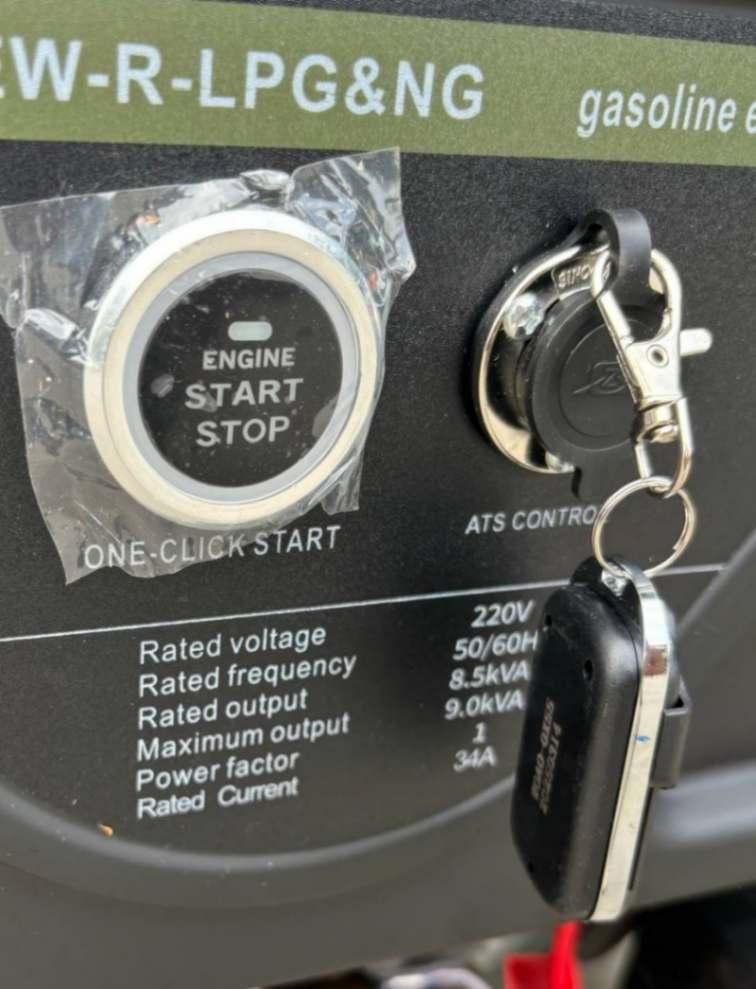 EW-R-LPG&NG gasoline e
ENGINE
START
STOP
ONE-CLICK START
ATS CONTRO
Rated voltage 220V
Rated frequency 50/60H
Rated output 8.5kVA
Maximum output 9.0kVA
Power factor 1
Rated Current 34A